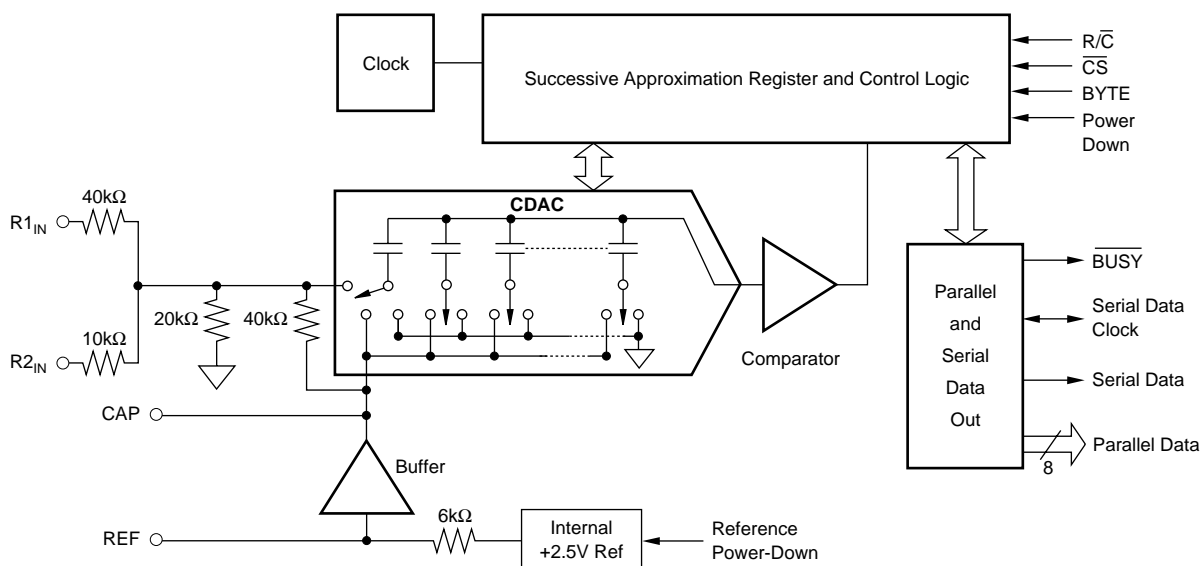 Clock
Successive Approximation Register and Control Logic
R/C̅
C̅S̅
BYTE
Power
Down
CDAC
40kΩ
R1IN
20kΩ
40kΩ
10kΩ
R2IN
Comparator
Parallel
and
Serial
Data
Out
B̅U̅S̅Y̅
Serial Data
Clock
Serial Data
Parallel Data
8
CAP
Buffer
REF
6kΩ
Internal
+2.5V Ref
Reference
Power-Down